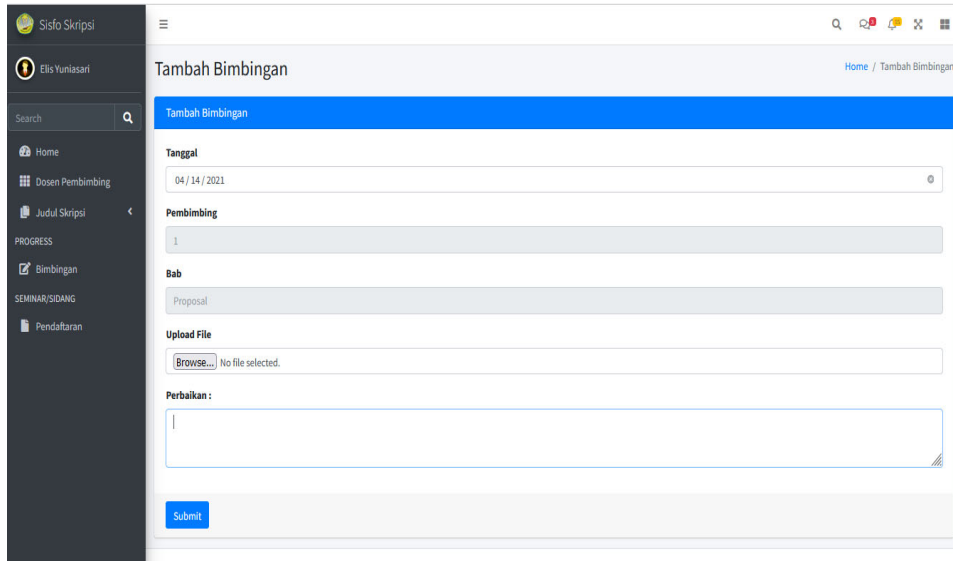 Sisfo Skripsi
Elis Yuniasari
Search
Home
Dosen Pembimbing
Judul Skripsi
PROGRESS
Bimbingan
SEMINAR/SIDANG
Pendaftaran
Tambah Bimbingan
Home / Tambah Bimbingan
Tambah Bimbingan
Tanggal
04 / 14 / 2021
Pembimbing
1
Bab
Proposal
Upload File
Browse... No file selected.
Perbaikan :
Submit